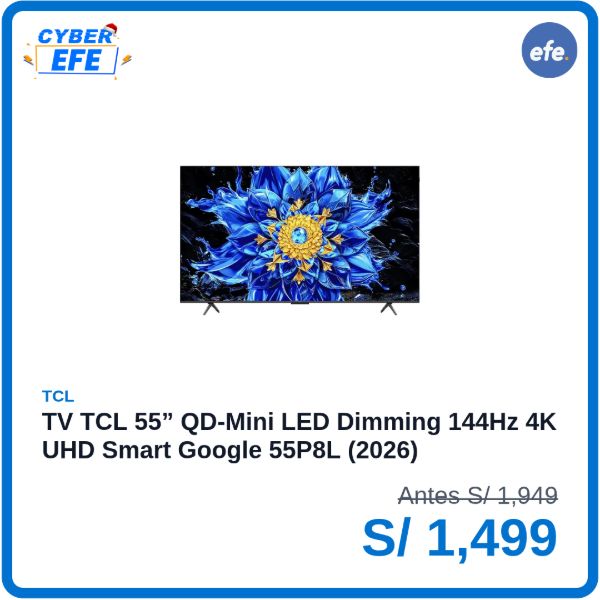 CYBER
EFE
efe.
TCL
TV TCL 55” QD-Mini LED Dimming 144Hz 4K
UHD Smart Google 55P8L (2026)
Antes S/ 1,949
S/ 1,499